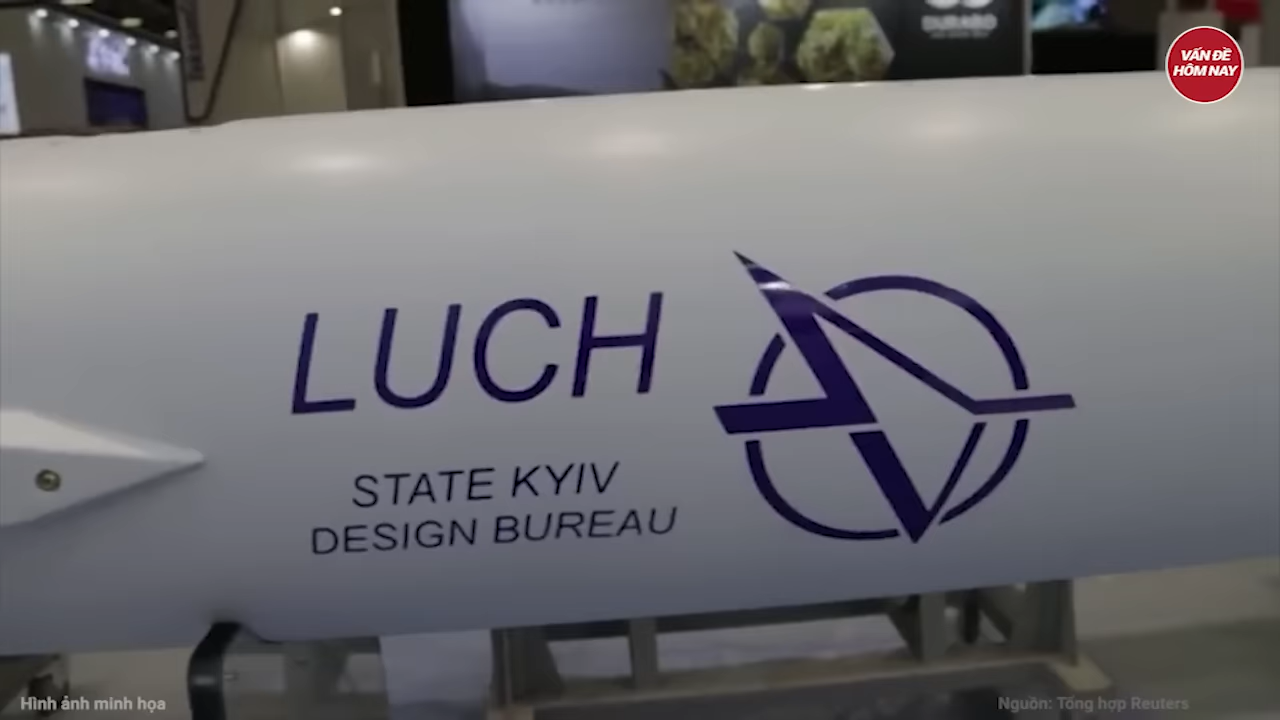 VẤN ĐỀ
HÔM NAY
LUCH
STATE KYIV
DESIGN BUREAU
Hình ảnh minh họa
Nguồn: Tổng hợp Reuters